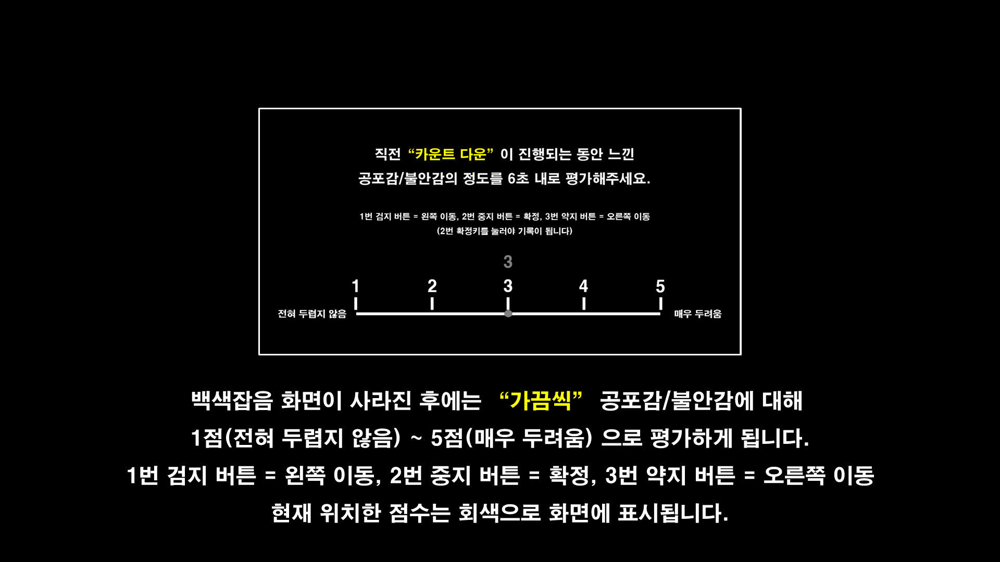 직전 “카운트 다운” 이 진행되는 동안 느낀
공포감/불안감의 정도를 6초 내로 평가해주세요.
1번 검지 버튼 = 왼쪽 이동, 2번 중지 버튼 = 확정, 3번 약지 버튼 = 오른쪽 이동
(2번 확정키를 눌러야 기록이 됩니다)
3
1 2 3 4 5
전혀 두렵지 않음 매우 두려움
백색잡음 화면이 사라진 후에는 “가끔씩” 공포감/불안감에 대해
1점(전혀 두렵지 않음) ~ 5점(매우 두려움) 으로 평가하게 됩니다.
1번 검지 버튼 = 왼쪽 이동, 2번 중지 버튼 = 확정, 3번 약지 버튼 = 오른쪽 이동
현재 위치한 점수는 회색으로 화면에 표시됩니다.